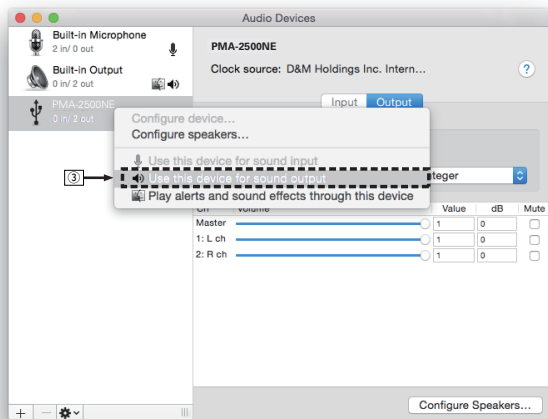 Audio Devices
Built-in Microphone
2 in/ 0 out
Built-in Output
0 in/ 2 out
PMA-2500NE
0 in/ 2 out
PMA-2500NE
Clock source: D&M Holdings Inc. Intern...
?
Input Output
Configure device...
Configure speakers...
Use this device for sound input
③ Use this device for sound output
Play alerts and sound effects through this device
teger
Ch Volume Value dB Mute
Master 1 0
1: L ch 1 0
2: R ch 1 0
Configure Speakers...